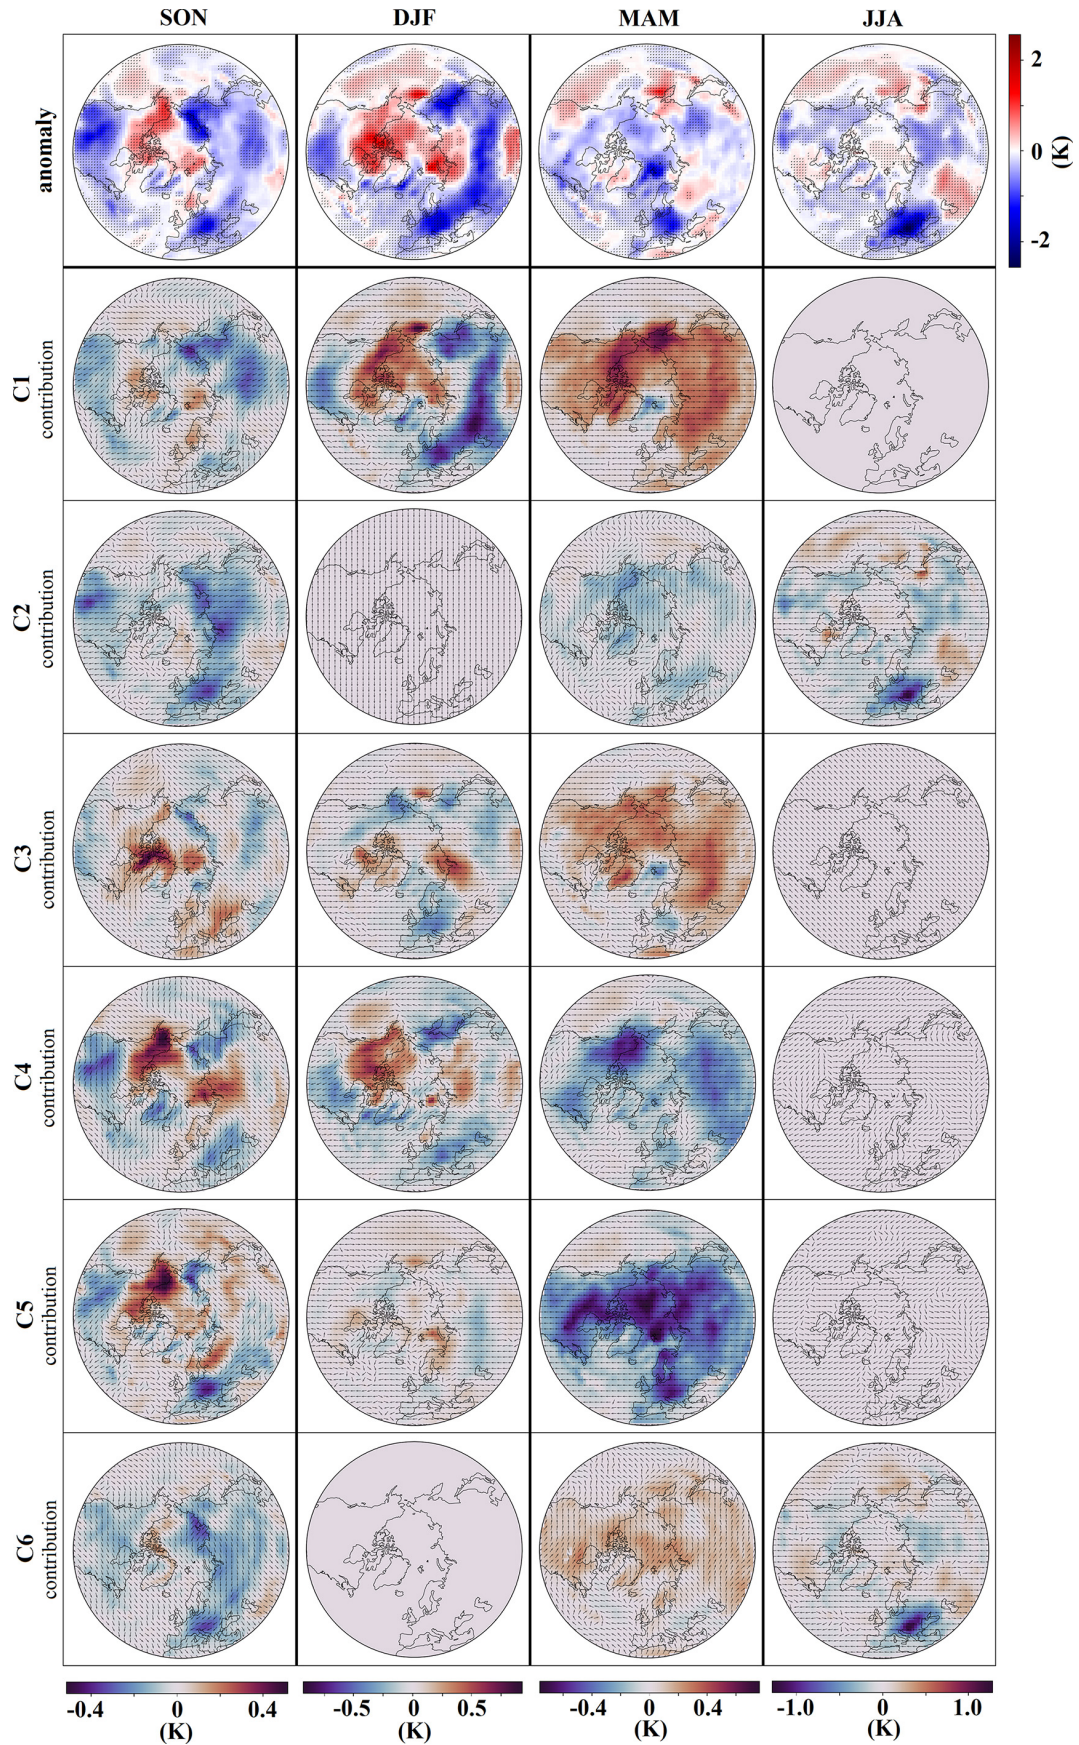 SON DJF MAM JJA
anomaly
2
0
-2
(K)
C1
contribution
C2
contribution
C3
contribution
C4
contribution
C5
contribution
C6
contribution
-0.4 0 0.4 -0.5 0 0.5 -0.4 0 0.4 -1.0 0 1.0
(K) (K) (K) (K)